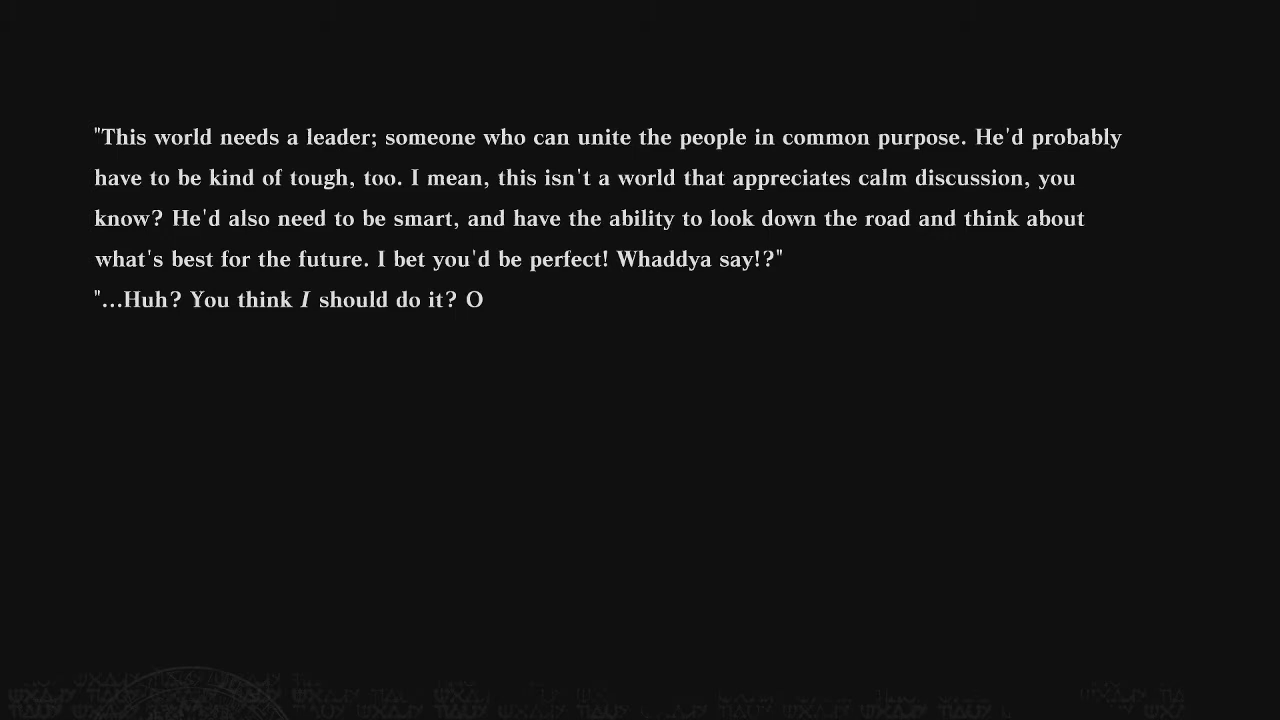 "This world needs a leader; someone who can unite the people in common purpose. He'd probably
have to be kind of tough, too. I mean, this isn't a world that appreciates calm discussion, you
know? He'd also need to be smart, and have the ability to look down the road and think about
what's best for the future. I bet you'd be perfect! Whaddya say!?"
"...Huh? You think I should do it? O